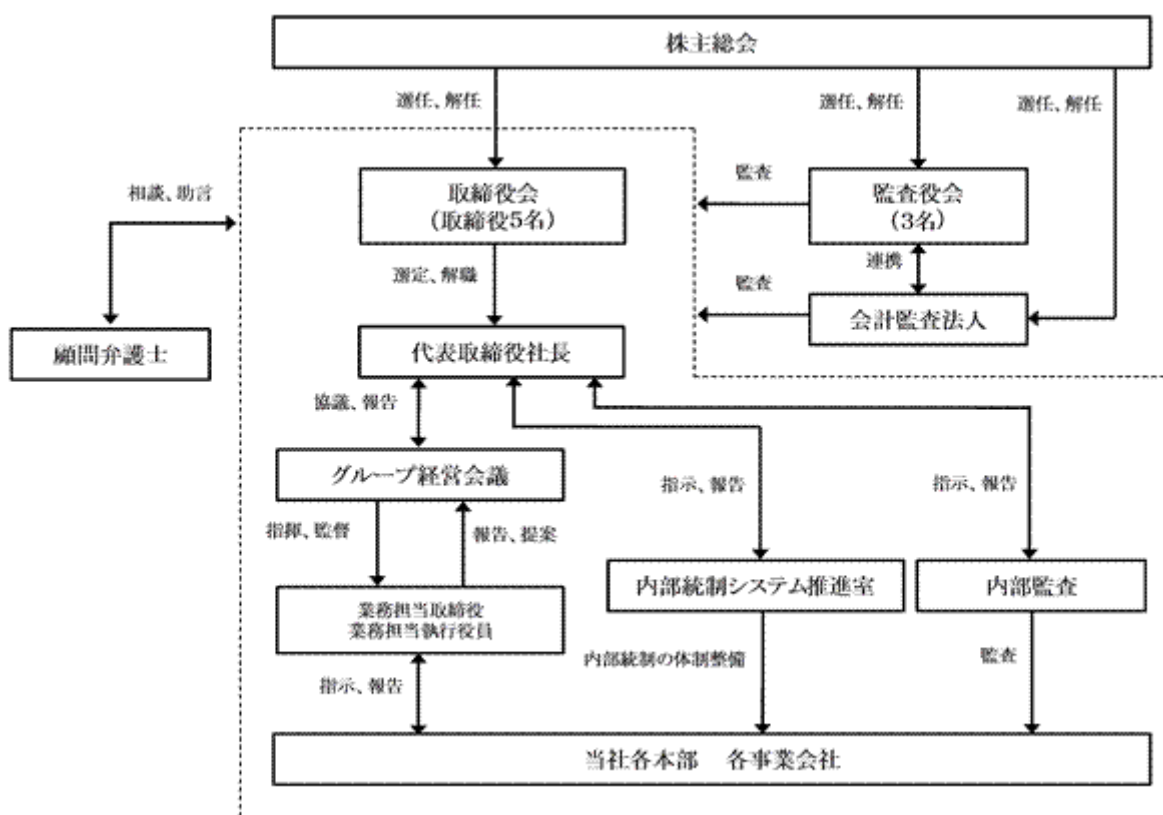 株主総会
選任、解任
選任、解任
選任、解任
相談、助言
取締役会
(取締役5名)
監査
監査役会
(3名)
選定、解職
連携
監査
会計監査法人
顧問弁護士
代表取締役社長
協議、報告
グループ経営会議
指示、報告
指示、報告
指揮、監督
報告、提案
内部統制システム推進室
内部監査
業務担当取締役
業務担当執行役員
内部統制の体制整備
監査
指示、報告
当社各本部 各事業会社